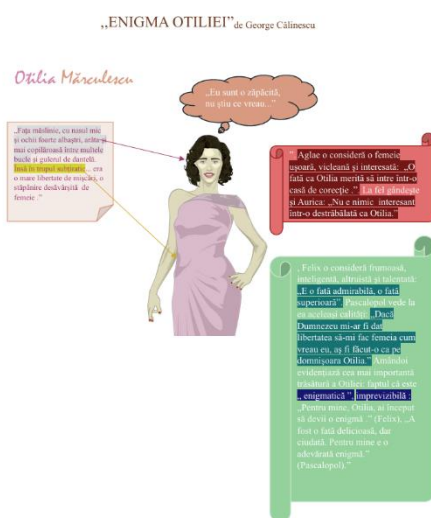 ,,ENIGMA OTILIEI” de George Călinescu
Otilia Mărculescu
„Eu sunt o zăpăcită,
nu știu ce vreau...”
„Fața măslinie, cu nasul mic
și ochii foarte albaștri, arăta și
mai copilăroasă între multele
bucle și gulerul de dantelă.
Însă în trupul subțiratic .. era
o mare libertate de mișcări, o
stăpânire desăvârșită de
femeie .”
Aglae o consideră o femeie
ușoară, vicleană și interesată: „O
fată ca Otilia merită să intre într-o
casă de corecție .” La fel gândește
și Aurica: „Nu e nimic interesant
într-o destrăbălată ca Otilia.”
, Felix o consideră frumoasă,
inteligentă, altruistă și talentată:
„E o fată admirabilă, o fată
superioară”. Pascalopol vede la
ea aceleași calități: „Dacă
Dumnezeu mi-ar fi dat
libertatea să-mi fac femeia cum
vreau eu, aș fi făcut-o ca pe
domnișoara Otilia.” Amândoi
evidențiază cea mai importantă
trăsătură a Otiliei: faptul că este
„ enigmatică ”, imprevizibilă :
„Pentru mine, Otilia, ai început
să devii o enigmă .” (Felix). „A
fost o fată delicioasă, dar
ciudată. Pentru mine e o
adevărată enigmă.”
(Pascalopol).”